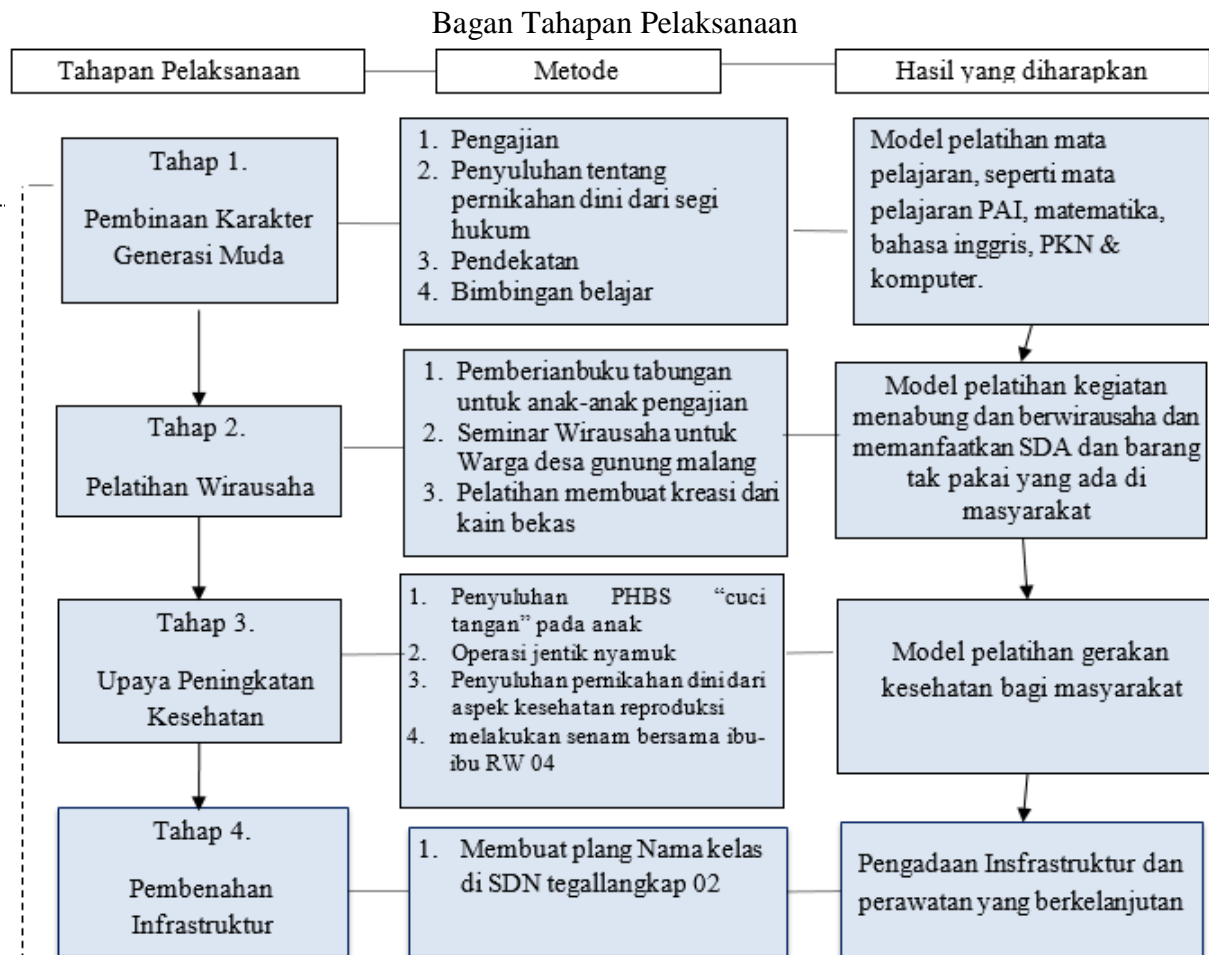 Bagan Tahapan Pelaksanaan
Tahapan Pelaksanaan
Metode
Hasil yang diharapkan
Tahap 1.
Pembinaan Karakter
Generasi Muda
1. Pengajian
2. Penyuluhan tentang
pernikahan dini dari segi
hukum
3. Pendekatan
4. Bimbingan belajar
Model pelatihan mata
pelajaran, seperti mata
pelajaran PAI, matematika,
bahasa inggris, PKN &
komputer.
Tahap 2.
Pelatihan Wirausaha
1. Pemberianbuku tabungan
untuk anak-anak pengajian
2. Seminar Wirausaha untuk
Warga desa gunung malang
3. Pelatihan membuat kreasi dari
kain bekas
Model pelatihan kegiatan
menabung dan berwirausaha dan
memanfaatkan SDA dan barang
tak pakai yang ada di
masyarakat
Tahap 3.
Upaya Peningkatan
Kesehatan
1. Penyuluhan PHBS “cuci
tangan” pada anak
2. Operasi jentik nyamuk
3. Penyuluhan pernikahan dini dari
aspek kesehatan reproduksi
4. melakukan senam bersama ibu-
ibu RW 04
Model pelatihan gerakan
kesehatan bagi masyarakat
Tahap 4.
Pembenahan
Infrastruktur
1. Membuat plang Nama kelas
di SDN tegallangkap 02
Pengadaan Insfrastruktur dan
perawatan yang berkelanjutan